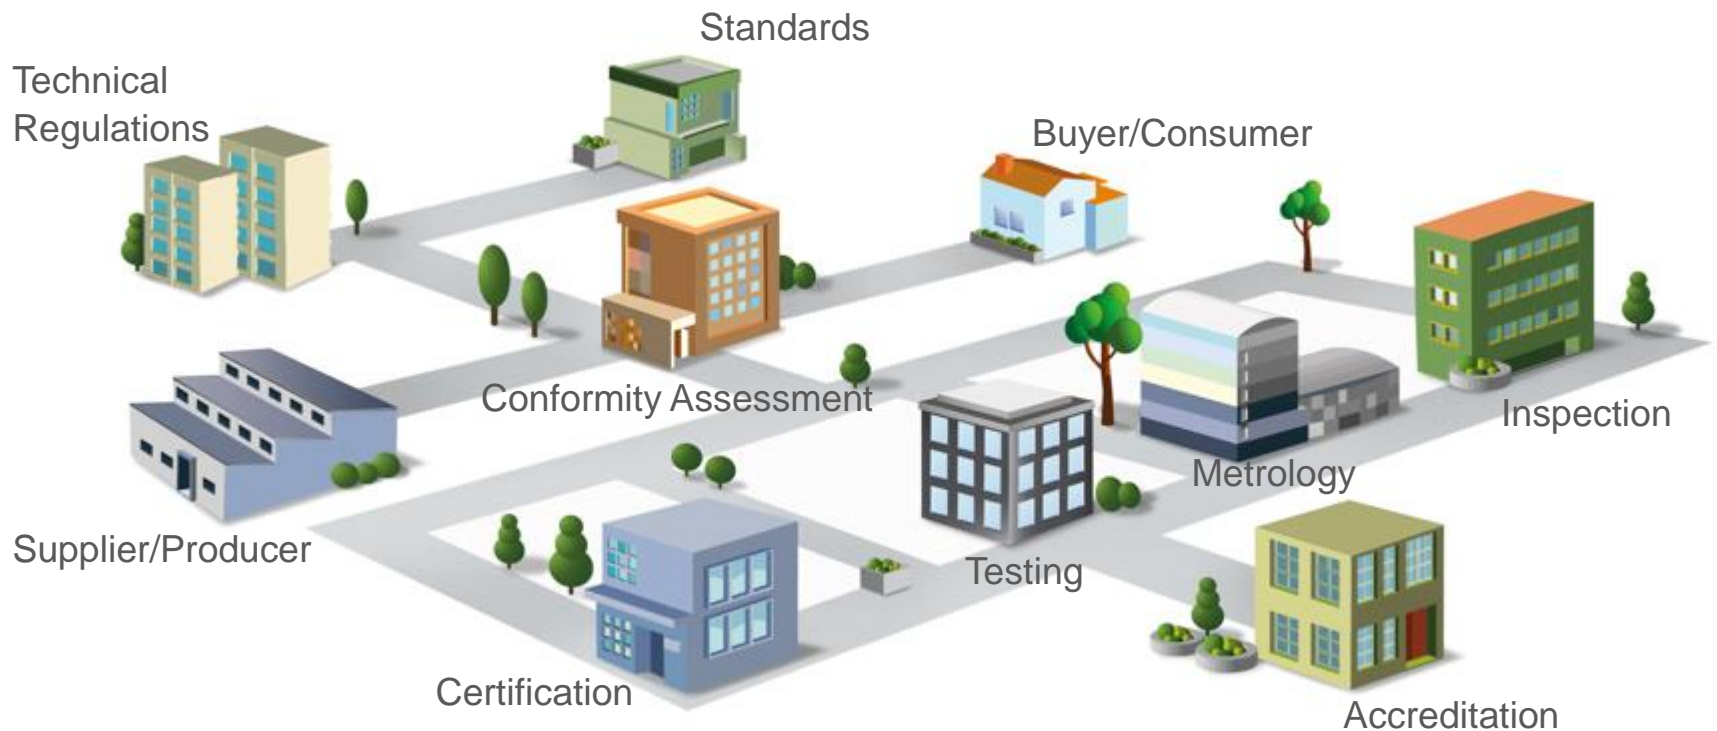 Standards
Technical
Regulations
Buyer/Consumer
Conformity Assessment
Inspection
Metrology
Supplier/Producer
Testing
Certification
Accreditation